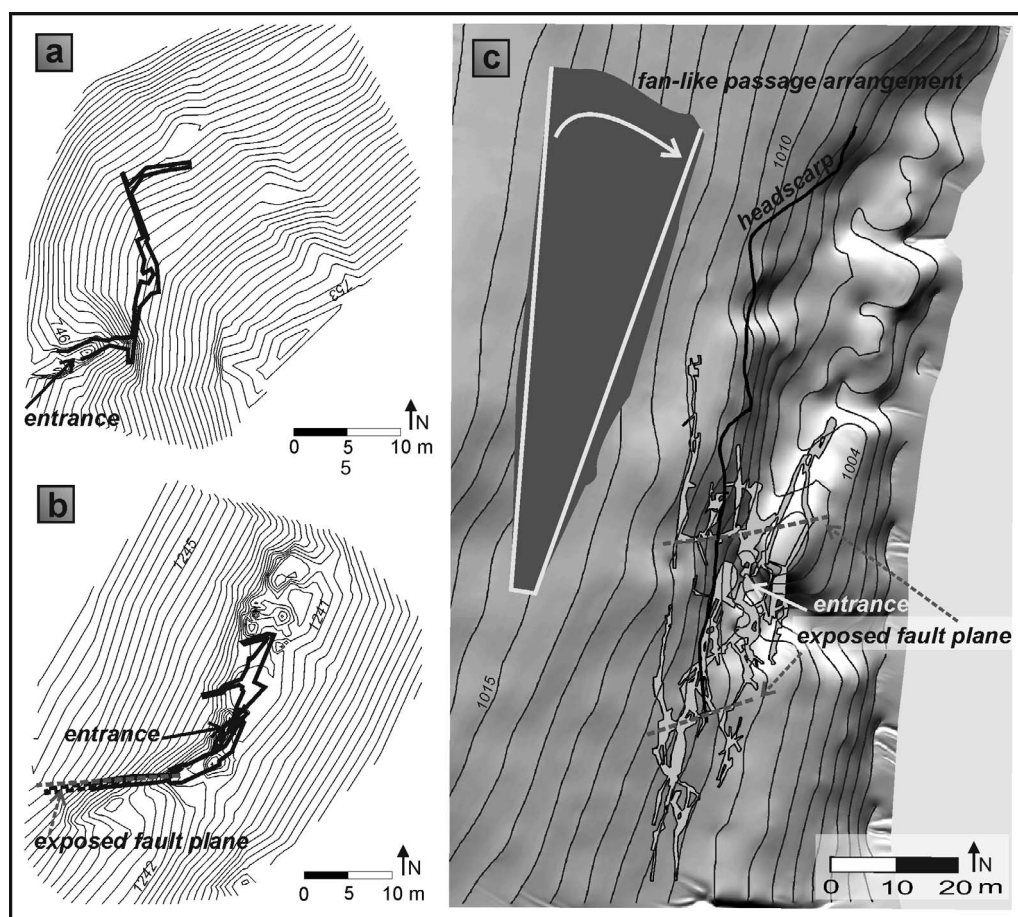 a
746
753
entrance
N
0 5 10 m
5
b
1245
1241
entrance
exposed fault plane
1242
N
0 5 10 m
c
fan-like passage arrangement
1010
headscarp
1004
entrance
exposed fault plane
1015
N
0 10 20 m